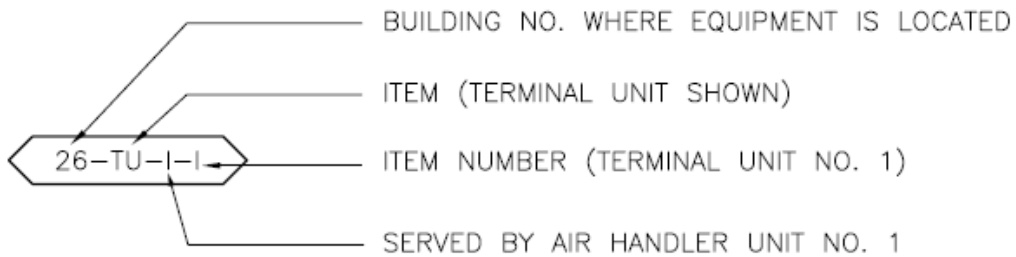 BUILDING NO. WHERE EQUIPMENT IS LOCATED
ITEM (TERMINAL UNIT SHOWN)
26-TU-I-I
ITEM NUMBER (TERMINAL UNIT NO. 1)
SERVED BY AIR HANDLER UNIT NO. 1